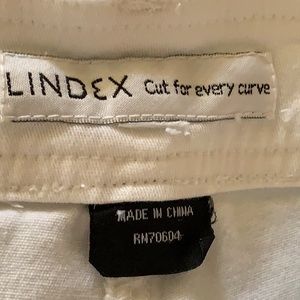 LINDEX Cut for every curve
MADE IN CHINA
RN70604